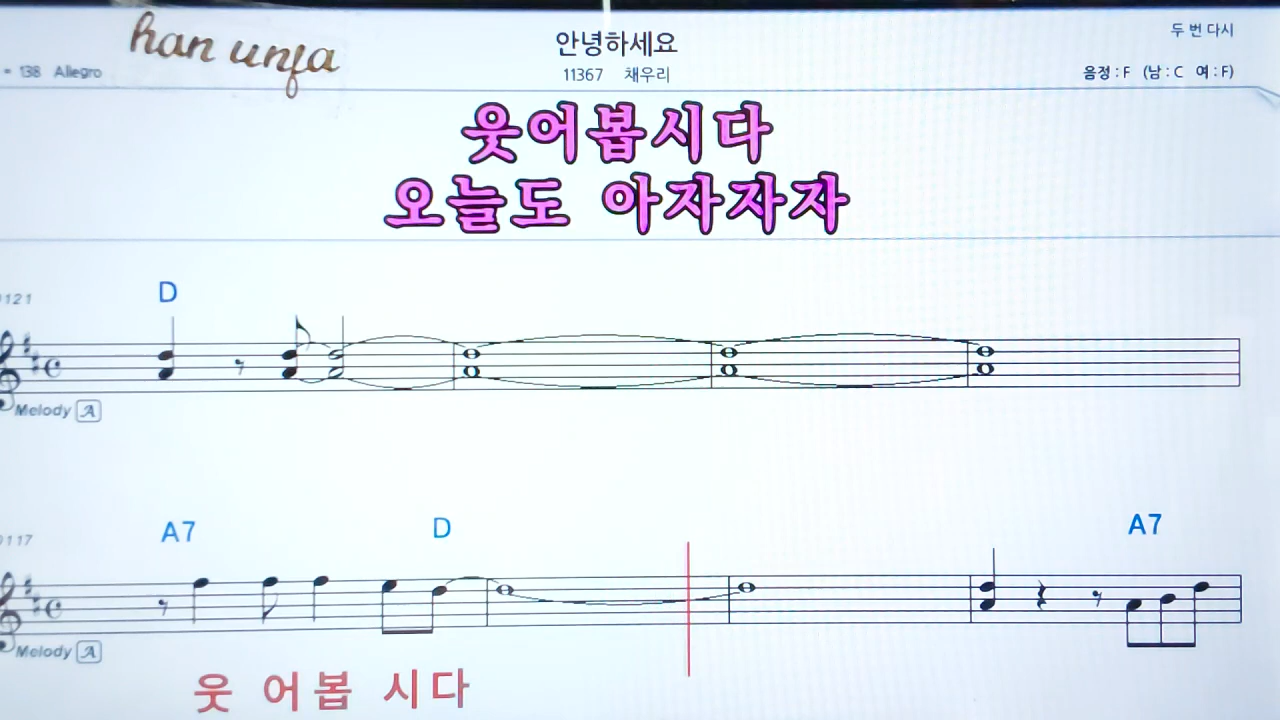 han unja
안녕하세요
두 번 다시
= 138 Allegro
11367 채우리
음정 : F (남 : C 여 : F)
웃어봅시다
오늘도 아자자자
121
D
Melody A
117
A7 D A7
Melody A
웃 어 봅 시 다